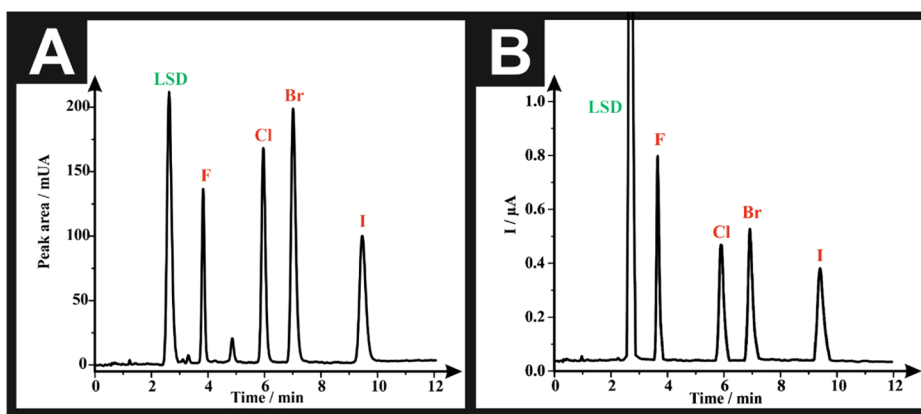 A
LSD
F
Cl
Br
I
Peak area / mUA
200
150
100
50
0
0 2 4 6 8 10 12
Time / min
B
LSD
F
Cl
Br
I
I / µA
1.0
0.8
0.6
0.4
0.2
0.0
0 2 4 6 8 10 12
Time / min